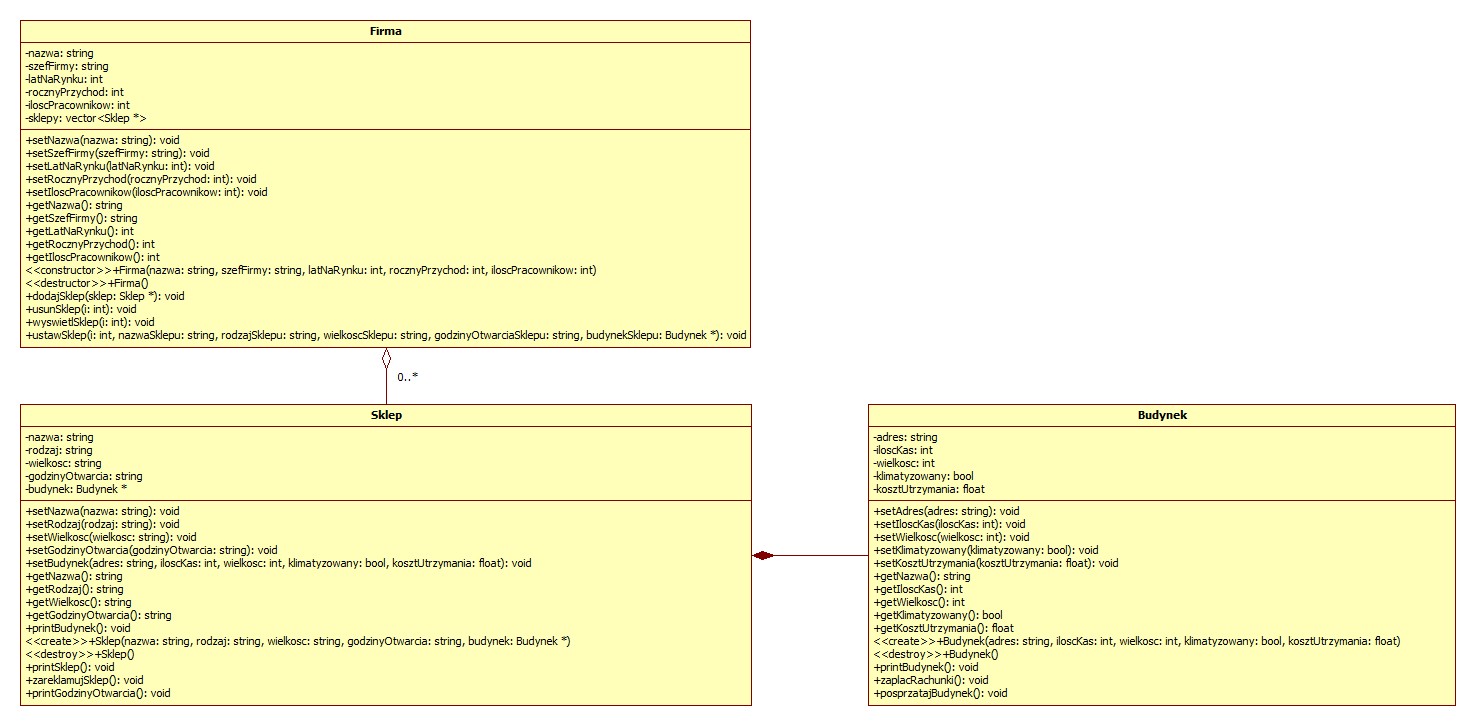 Firma
-nazwa: string
-szefFirmy: string
-latNaRynku: int
-rocznyPrzychod: int
-iloscPracownikow: int
-sklepy: vector<Sklep *>
+setNazwa(nazwa: string): void
+setSzefFirmy(szefFirmy: string): void
+setLatNaRynku(latNaRynku: int): void
+setRocznyPrzychod(rocznyPrzychod: int): void
+setIloscPracownikow(iloscPracownikow: int): void
+getNazwa(): string
+getSzefFirmy(): string
+getLatNaRynku(): int
+getRocznyPrzychod(): int
+getIloscPracownikow(): int
<<constructor>>+Firma(nazwa: string, szefFirmy: string, latNaRynku: int, rocznyPrzychod: int, iloscPracownikow: int)
<<destructor>>+Firma()
+dodajSklep(sklep: Sklep *): void
+usunSklep(i: int): void
+wyswietlSklep(i: int): void
+ustawSklep(i: int, nazwaSklepu: string, rodzajSklepu: string, wielkoscSklepu: string, godzinyOtwarciaSklepu: string, budynekSklepu: Budynek *): void
0..*
Sklep
-nazwa: string
-rodzaj: string
-wielkosc: string
-godzinyOtwarcia: string
-budynek: Budynek *
+setNazwa(nazwa: string): void
+setRodzaj(rodzaj: string): void
+setWielkosc(wielkosc: string): void
+setGodzinyOtwarcia(godzinyOtwarcia: string): void
+setBudynek(adres: string, iloscKas: int, wielkosc: int, klimatyzowany: bool, kosztUtrzymania: float): void
+getNazwa(): string
+getRodzaj(): string
+getWielkosc(): string
+getGodzinyOtwarcia(): string
+printBudynek(): void
<<create>>+Sklep(nazwa: string, rodzaj: string, wielkosc: string, godzinyOtwarcia: string, budynek: Budynek *)
<<destroy>>+Sklep()
+printSklep(): void
+zareklamujSklep(): void
+printGodzinyOtwarcia(): void
Budynek
-adres: string
-iloscKas: int
-wielkosc: int
-klimatyzowany: bool
-kosztUtrzymania: float
+setAdres(adres: string): void
+setIloscKas(iloscKas: int): void
+setWielkosc(wielkosc: int): void
+setKlimatyzowany(klimatyzowany: bool): void
+setKosztUtrzymania(kosztUtrzymania: float): void
+getNazwa(): string
+getIloscKas(): int
+getWielkosc(): int
+getKlimatyzowany(): bool
+getKosztUtrzymania(): float
<<create>>+Budynek(adres: string, iloscKas: int, wielkosc: int, klimatyzowany: bool, kosztUtrzymania: float)
<<destroy>>+Budynek()
+printBudynek(): void
+zaplacRachunki(): void
+posprzatajBudynek(): void